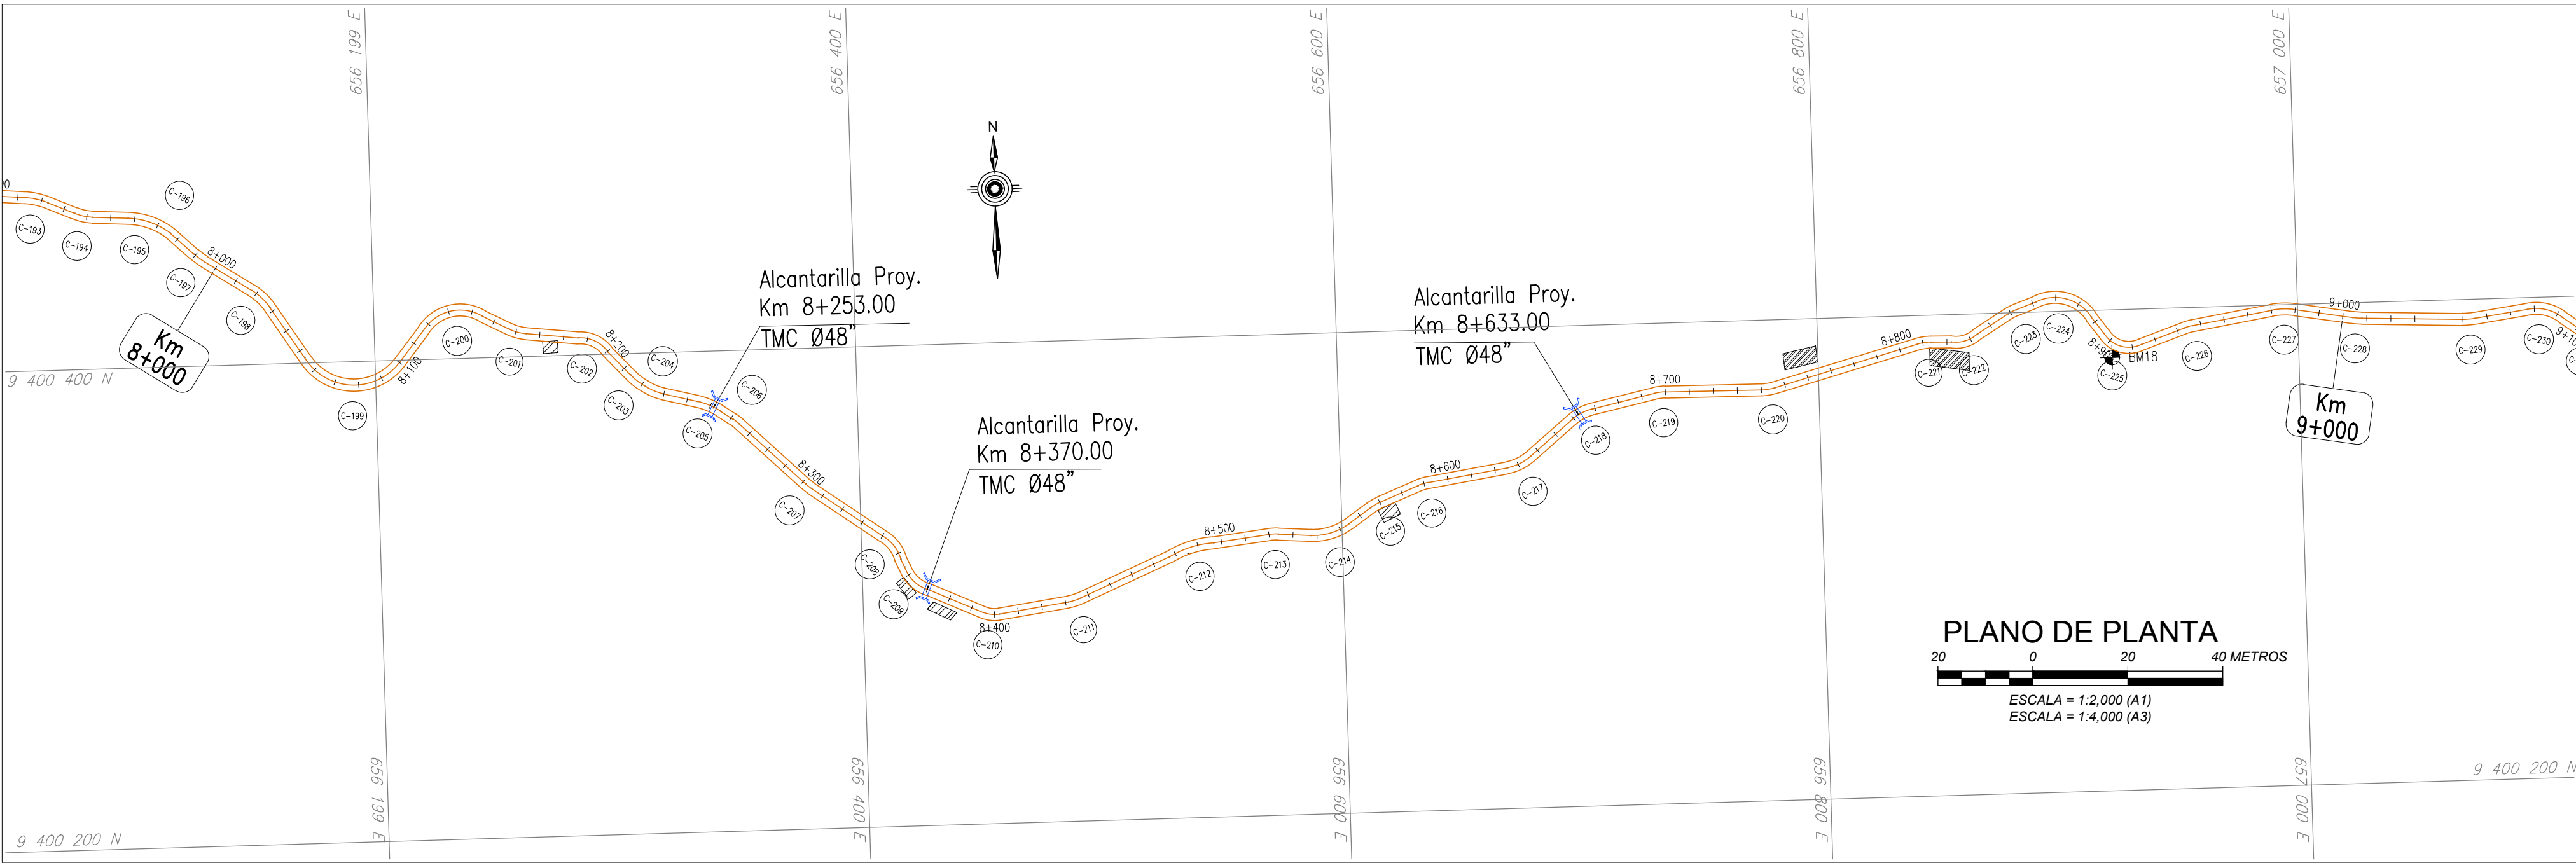 656 199 E
656 400 E
656 600 E
656 800 E
657 000 E
N
C-193
C-194
C-195
C-196
C-197
C-198
8+000
Km
8+000
C-199
8+100
C-200
C-201
C-202
8+200
C-203
C-204
C-205
C-206
Alcantarilla Proy.
Km 8+253.00
TMC Ø48"
8+300
C-207
C-208
C-209
Alcantarilla Proy.
Km 8+370.00
TMC Ø48"
8+400
C-210
C-211
C-212
8+500
C-213
C-214
C-215
C-216
8+600
C-217
Alcantarilla Proy.
Km 8+633.00
TMC Ø48"
C-218
8+700
C-219
C-220
8+800
C-221
C-222
C-223
C-224
BM18
C-225
C-226
C-227
9+000
Km
9+000
C-228
C-229
C-230
9 400 400 N
PLANO DE PLANTA
20 0 20 40 METROS
ESCALA = 1:2,000 (A1)
ESCALA = 1:4,000 (A3)
9 400 200 N
9 400 200 N
656 199 E
656 400 E
656 600 E
656 800 E
657 000 E